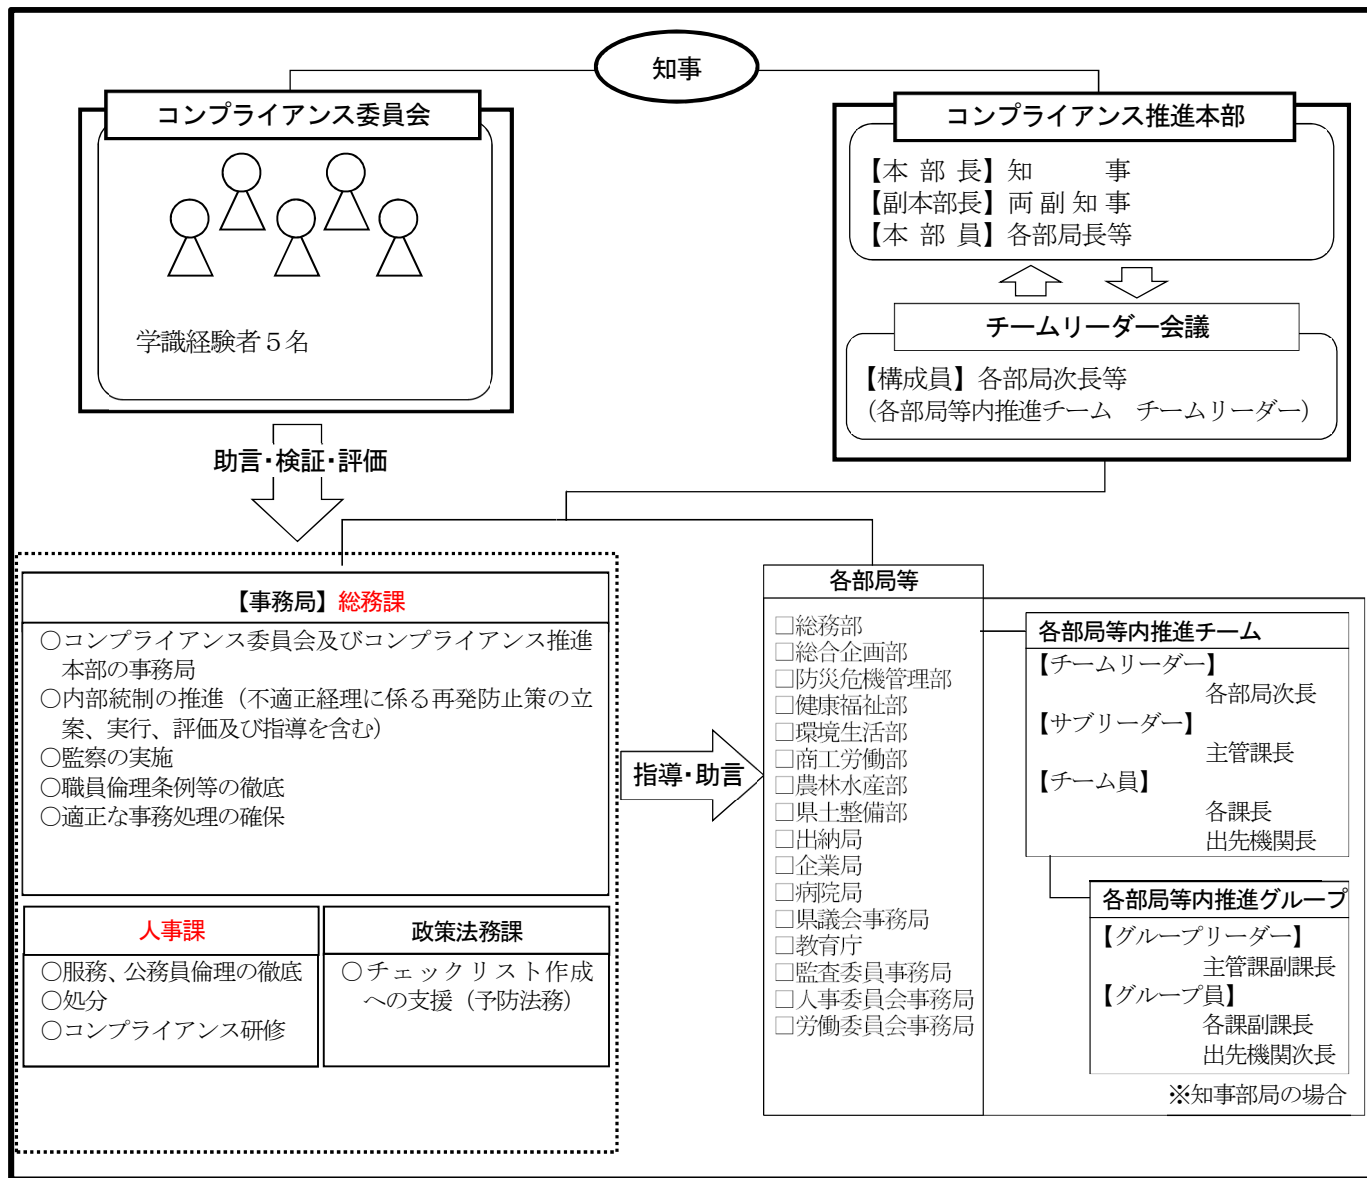 知事
コンプライアンス委員会
学識経験者５名
コンプライアンス推進本部
【本 部 長】知　　　事
【副本部長】両 副 知 事
【本 部 員】各部局長等
チームリーダー会議
【構成員】各部局次長等
（各部局等内推進チーム　チームリーダー）
助言・検証・評価
【事務局】総務課
○コンプライアンス委員会及びコンプライアンス推進
本部の事務局
○内部統制の推進（不適正経理に係る再発防止策の立
案、実行、評価及び指導を含む）
○監察の実施
○職員倫理条例等の徹底
○適正な事務処理の確保
人事課
○服務、公務員倫理の徹底
○処分
○コンプライアンス研修
政策法務課
○チェックリスト作成
への支援（予防法務）
指導・助言
各部局等
□総務部
□総合企画部
□防災危機管理部
□健康福祉部
□環境生活部
□商工労働部
□農林水産部
□県土整備部
□出納局
□企業局
□病院局
□県議会事務局
□教育庁
□監査委員事務局
□人事委員会事務局
□労働委員会事務局
各部局等内推進チーム
【チームリーダー】
各部局次長
【サブリーダー】
主管課長
【チーム員】
各課長
出先機関長
各部局等内推進グループ
【グループリーダー】
主管課副課長
【グループ員】
各課副課長
出先機関次長
※知事部局の場合